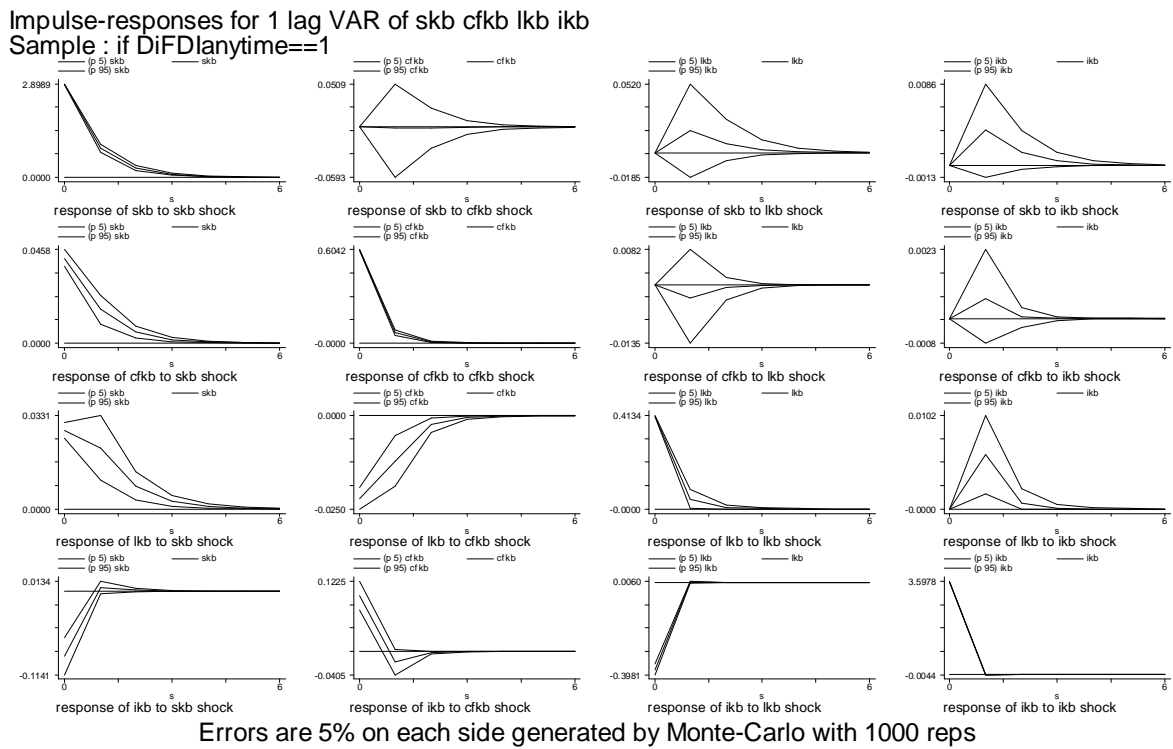 Impulse-responses for 1 lag VAR of skb cfkb lkb ikb
Sample : if DiFDIanytime==1
(p 5) skb skb
(p 95) skb
2.8989
0.0000
0 6
s
response of skb to skb shock
(p 5) cfkb cfkb
(p 95) cfkb
0.0509
-0.0593
0 6
s
response of skb to cfkb shock
(p 5) lkb lkb
(p 95) lkb
0.0520
-0.0185
0 6
s
response of skb to lkb shock
(p 5) ikb ikb
(p 95) ikb
0.0086
-0.0013
0 6
s
response of skb to ikb shock
(p 5) skb skb
(p 95) skb
0.0458
0.0000
0 6
s
response of cfkb to skb shock
(p 5) cfkb cfkb
(p 95) cfkb
0.6042
-0.0000
0 6
s
response of cfkb to cfkb shock
(p 5) lkb lkb
(p 95) lkb
0.0082
-0.0135
0 6
s
response of cfkb to lkb shock
(p 5) ikb ikb
(p 95) ikb
0.0023
-0.0008
0 6
s
response of cfkb to ikb shock
(p 5) skb skb
(p 95) skb
0.0331
0.0000
0 6
s
response of lkb to skb shock
(p 5) cfkb cfkb
(p 95) cfkb
0.0000
-0.0250
0 6
s
response of lkb to cfkb shock
(p 5) lkb lkb
(p 95) lkb
0.4134
-0.0000
0 6
s
response of lkb to lkb shock
(p 5) ikb ikb
(p 95) ikb
0.0102
-0.0000
0 6
s
response of lkb to ikb shock
(p 5) skb skb
(p 95) skb
0.0134
-0.1141
0 6
s
response of ikb to skb shock
(p 5) cfkb cfkb
(p 95) cfkb
0.1225
-0.0405
0 6
s
response of ikb to cfkb shock
(p 5) lkb lkb
(p 95) lkb
0.0060
-0.3981
0 6
s
response of ikb to lkb shock
(p 5) ikb ikb
(p 95) ikb
3.5978
-0.0044
0 6
s
response of ikb to ikb shock
Errors are 5% on each side generated by Monte-Carlo with 1000 reps